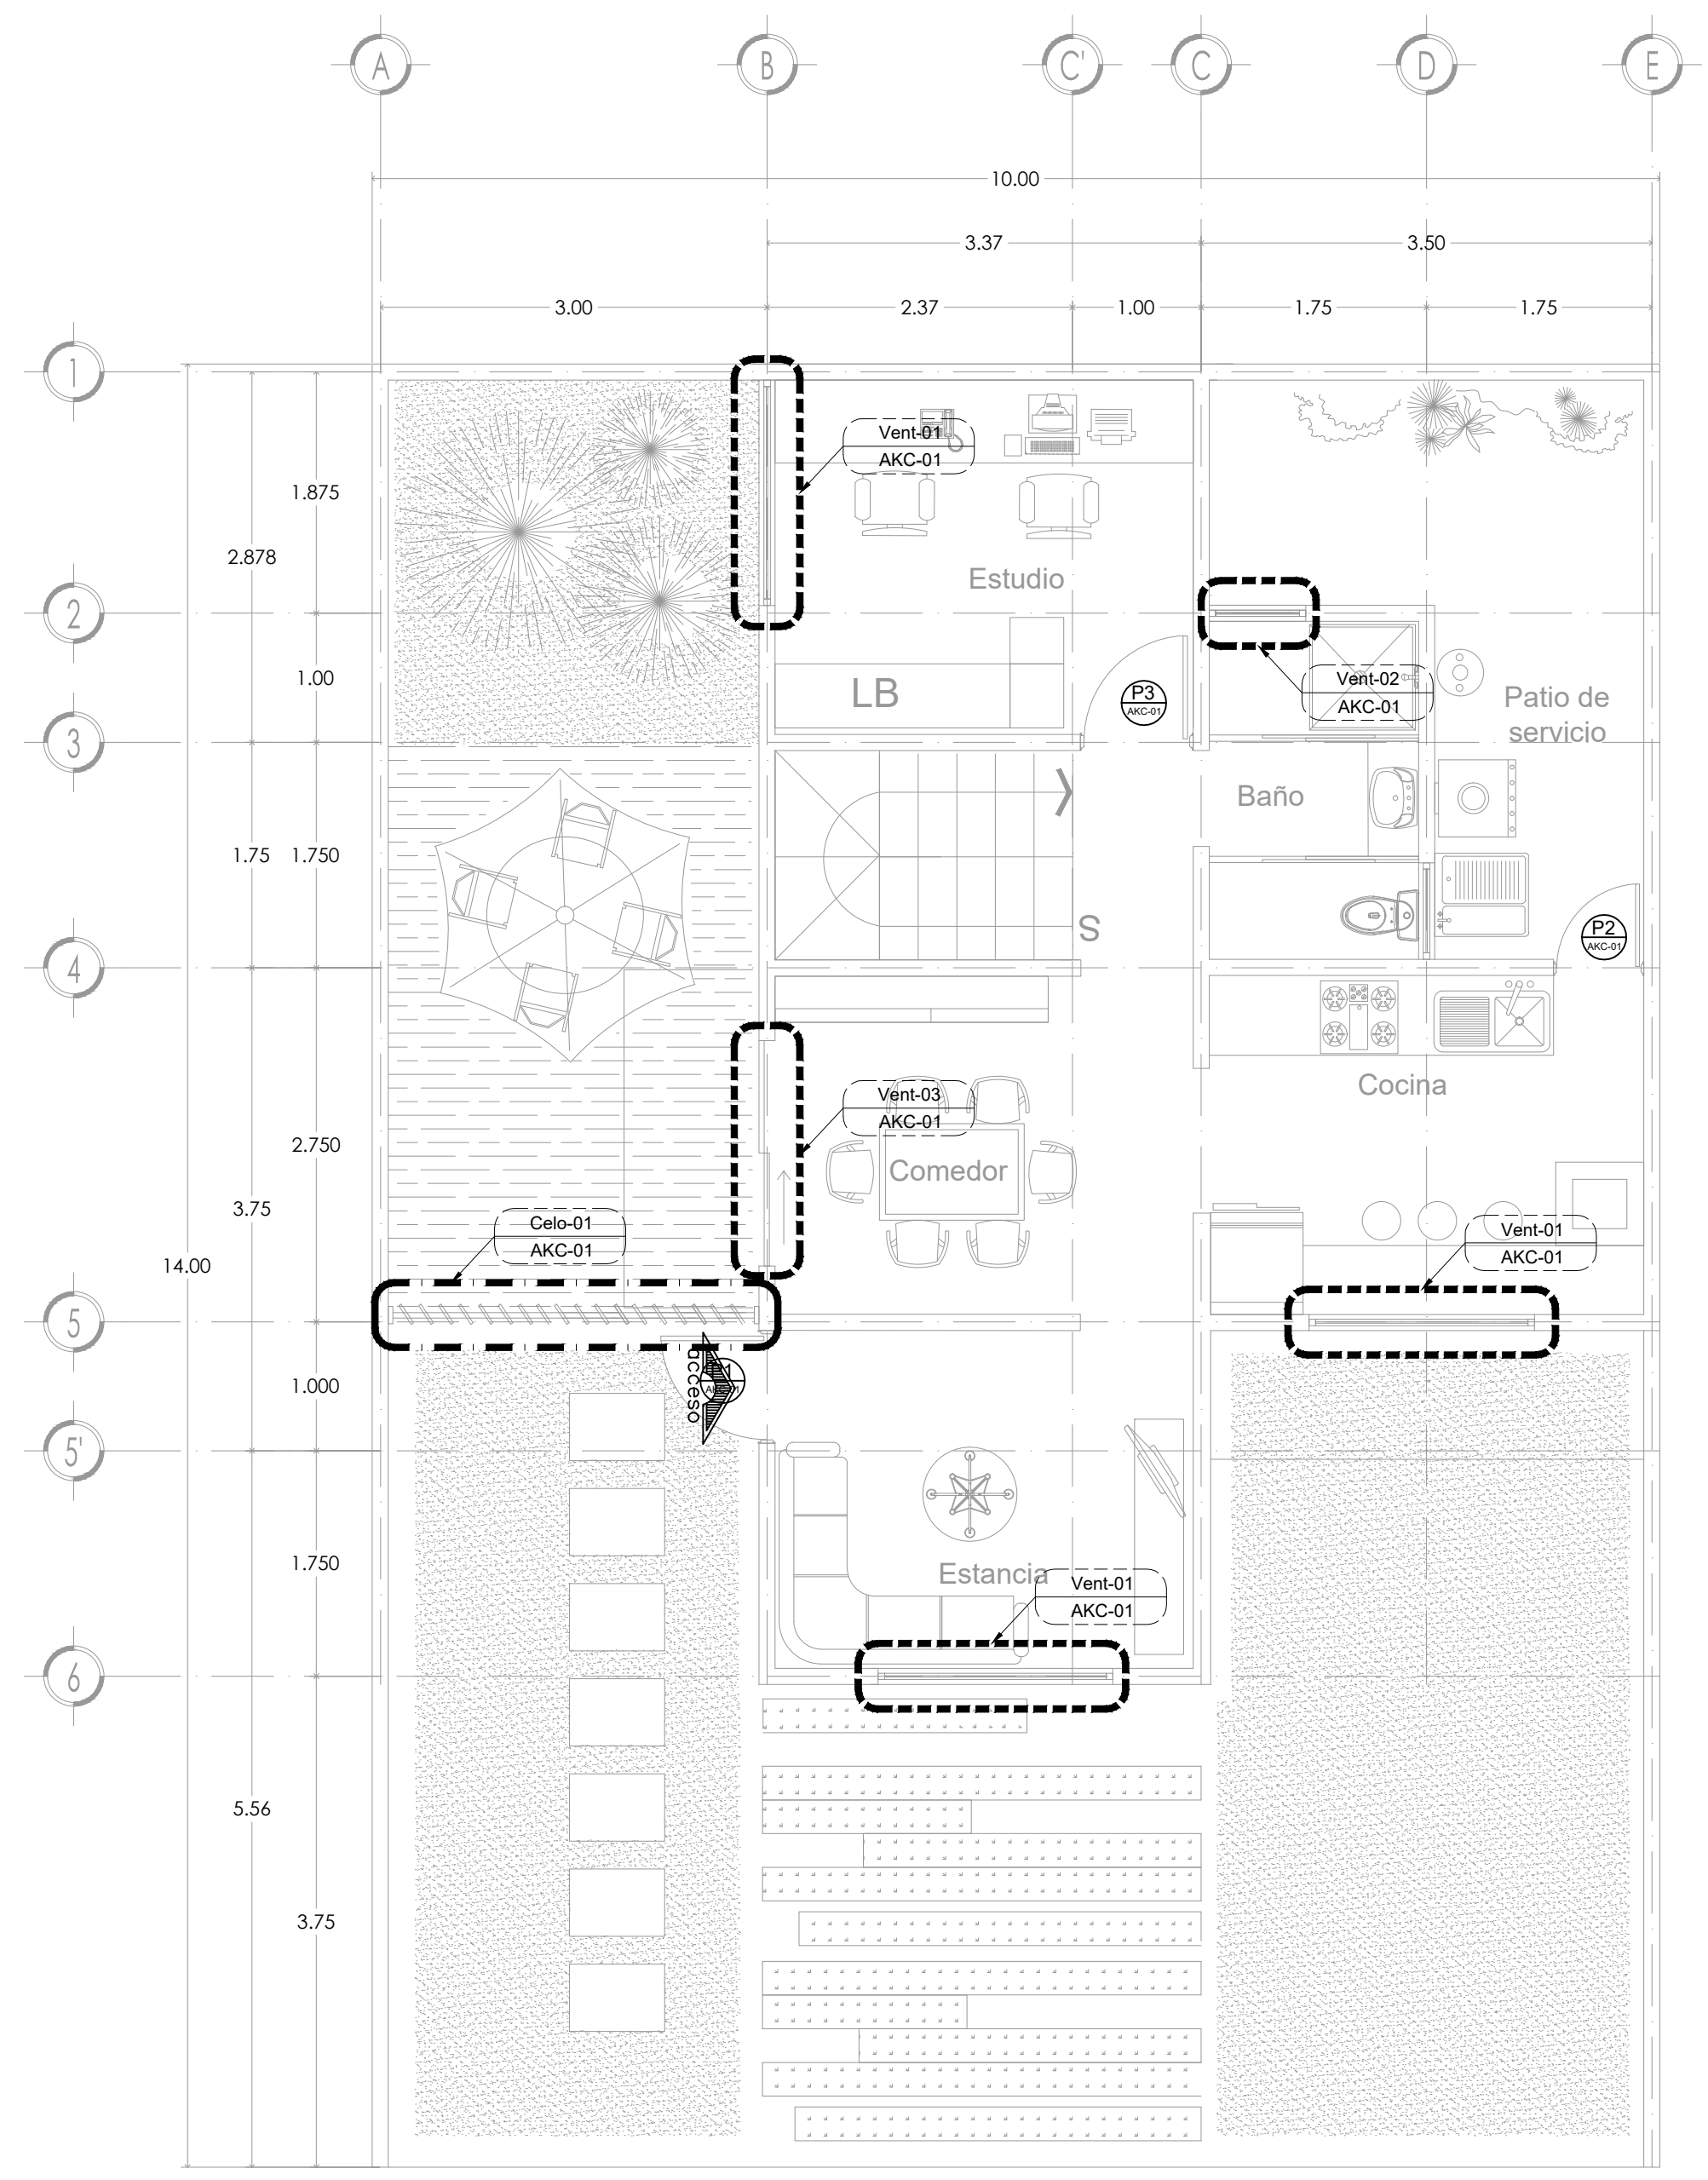 A B C' C D E
10.00
3.37 3.50
3.00 2.37 1.00 1.75 1.75
1
Vent-01
AKC-01
1.875
2.878
Estudio
2
1.00
Vent-02
AKC-01
LB
P3
AKC-01
Patio de
servicio
3
Baño
1.75 1.750
S
P2
AKC-01
4
Cocina
Vent-03
AKC-01
2.750
Comedor
3.75
Celo-01
AKC-01
Vent-01
AKC-01
14.00
5
acceso
1.000
5'
1.750
Estancia
Vent-01
AKC-01
6
5.56
3.75